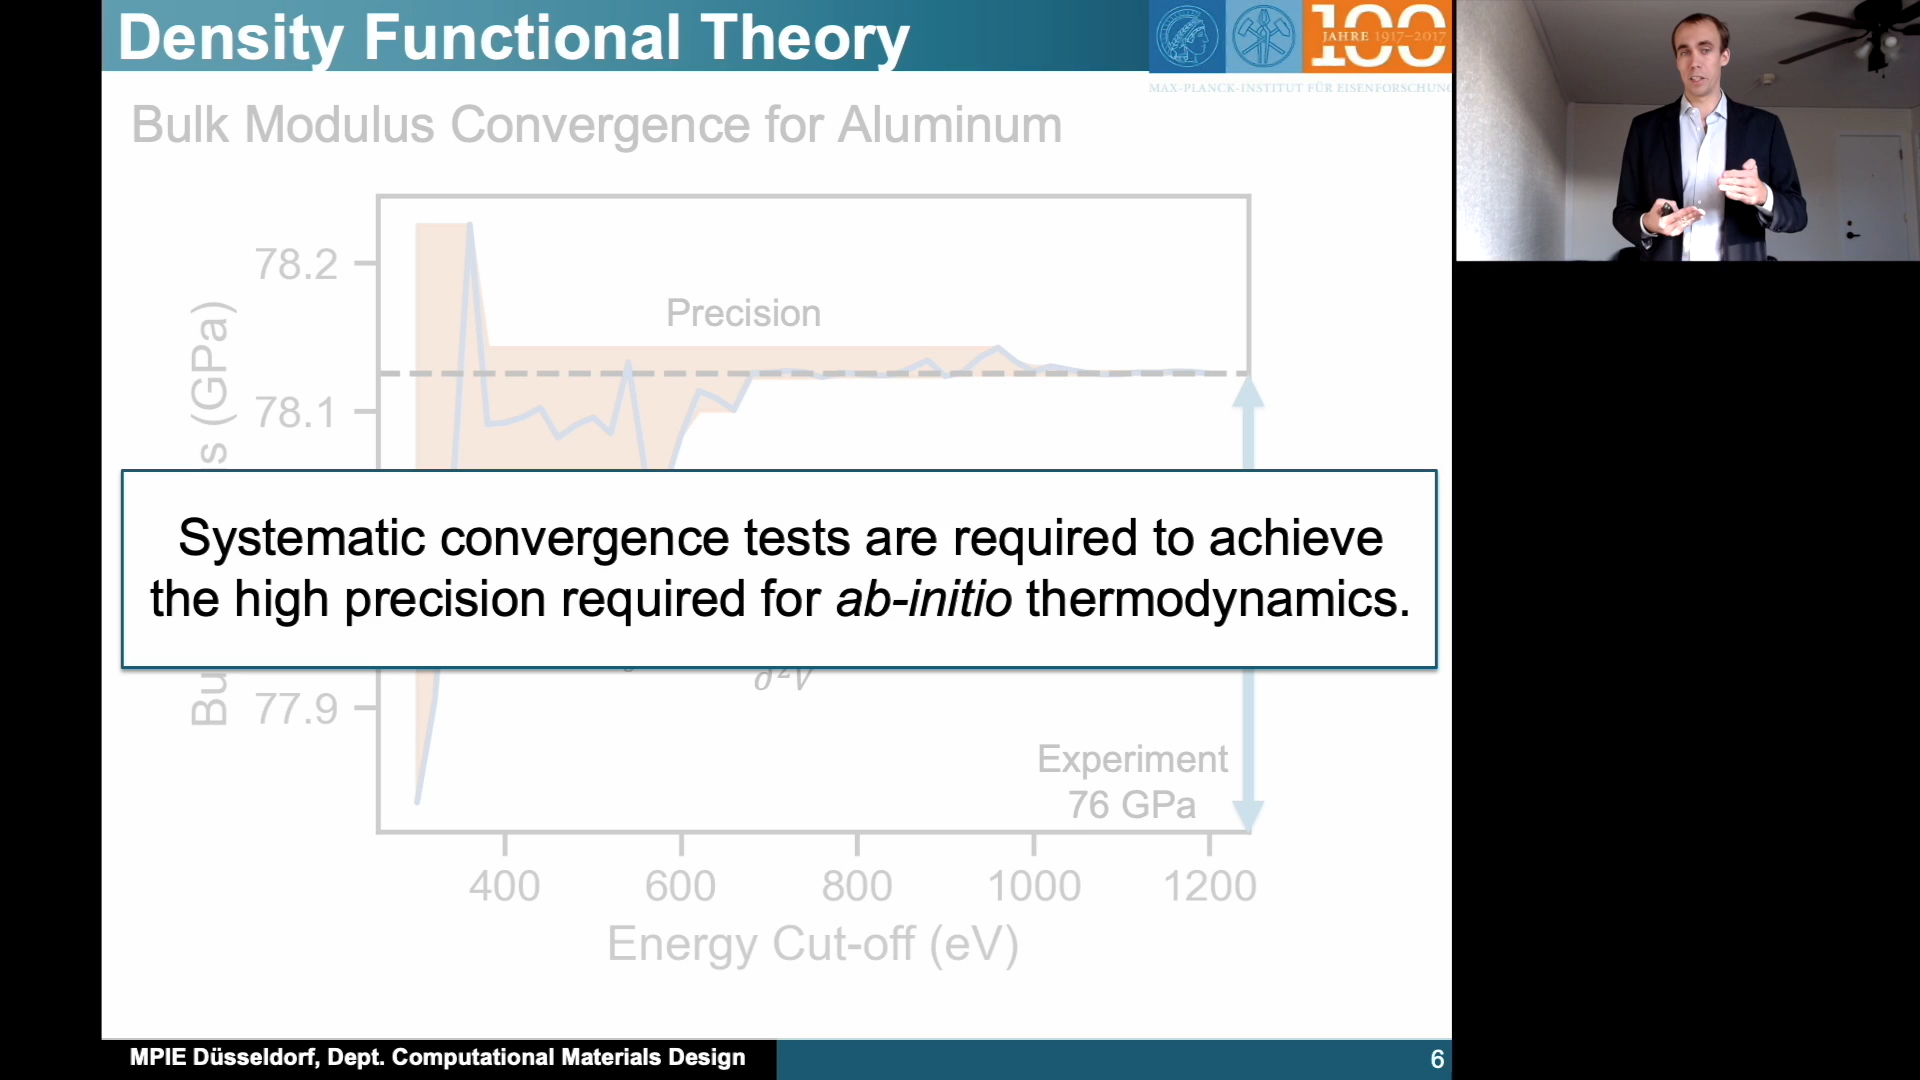 Density Functional Theory
100
JAHRE 1917–2017
MAX-PLANCK-INSTITUT FÜR EISENFORSCHUNG
Bulk Modulus Convergence for Aluminum
78.2
Precision
(GPa)
78.1
Systematic convergence tests are required to achieve
the high precision required for ab-initio thermodynamics.
∂²V
Bu
77.9
Experiment
76 GPa
400 600 800 1000 1200
Energy Cut-off (eV)
MPIE Düsseldorf, Dept. Computational Materials Design
6